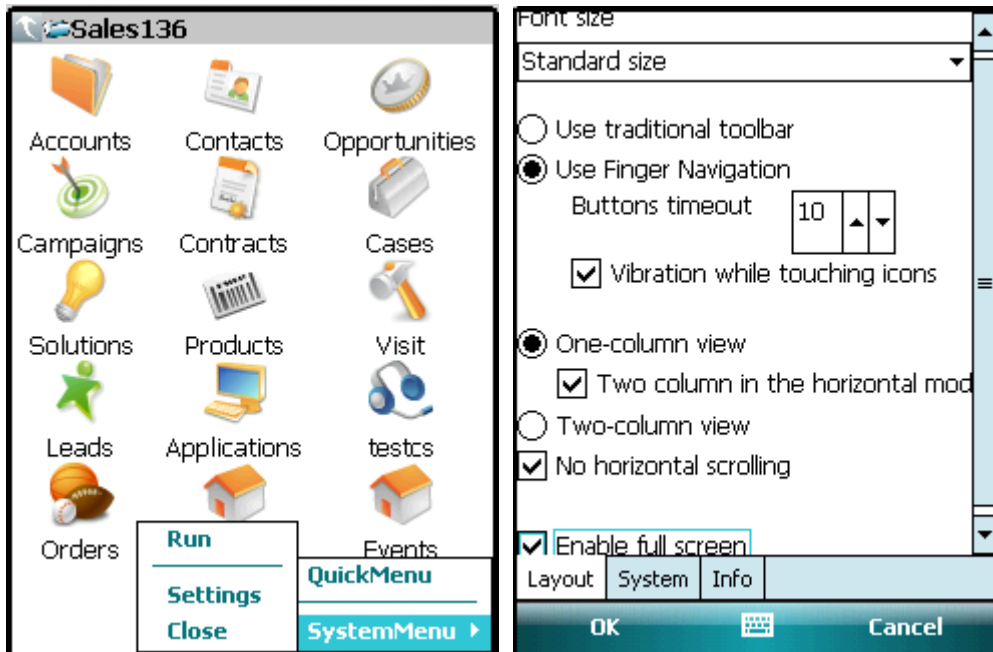 Sales136
Accounts Contacts Opportunities
Campaigns Contracts Cases
Solutions Products Visit
Leads Applications testcs
Orders Events
Run
Settings
Close
QuickMenu
SystemMenu
Font size
Standard size
Use traditional toolbar
Use Finger Navigation
Buttons timeout 10
Vibration while touching icons
One-column view
Two column in the horizontal mod
Two-column view
No horizontal scrolling
Enable full screen
Layout System Info
OK Cancel